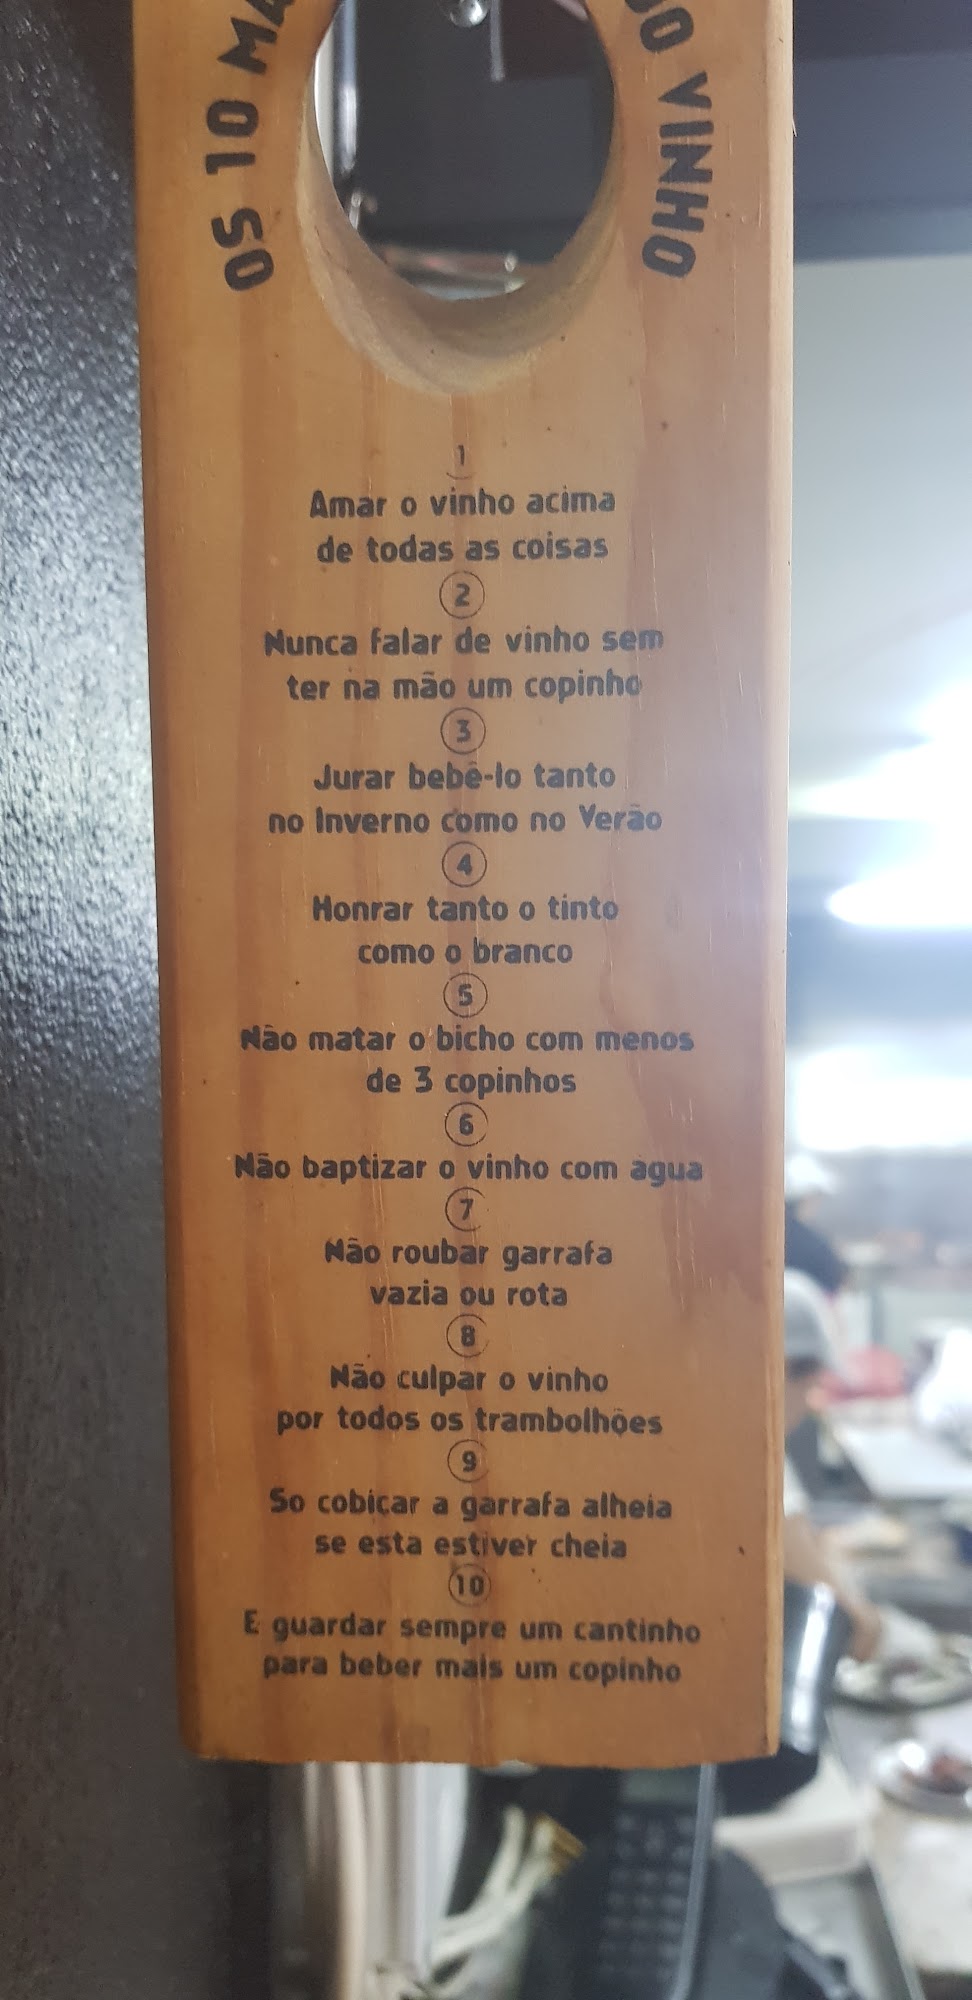 OS 10 MA
DO VINHO
1
Amar o vinho acima
de todas as coisas
2
Nunca falar de vinho sem
ter na mão um copinho
3
Jurar bebê-lo tanto
no Inverno como no Verão
4
Honrar tanto o tinto
como o branco
5
Não matar o bicho com menos
de 3 copinhos
6
Não baptizar o vinho com agua
7
Não roubar garrafa
vazia ou rota
8
Não culpar o vinho
por todos os trambolhões
9
So cobicar a garrafa alheia
se esta estiver cheia
10
E guardar sempre um cantinho
para beber mais um copinho